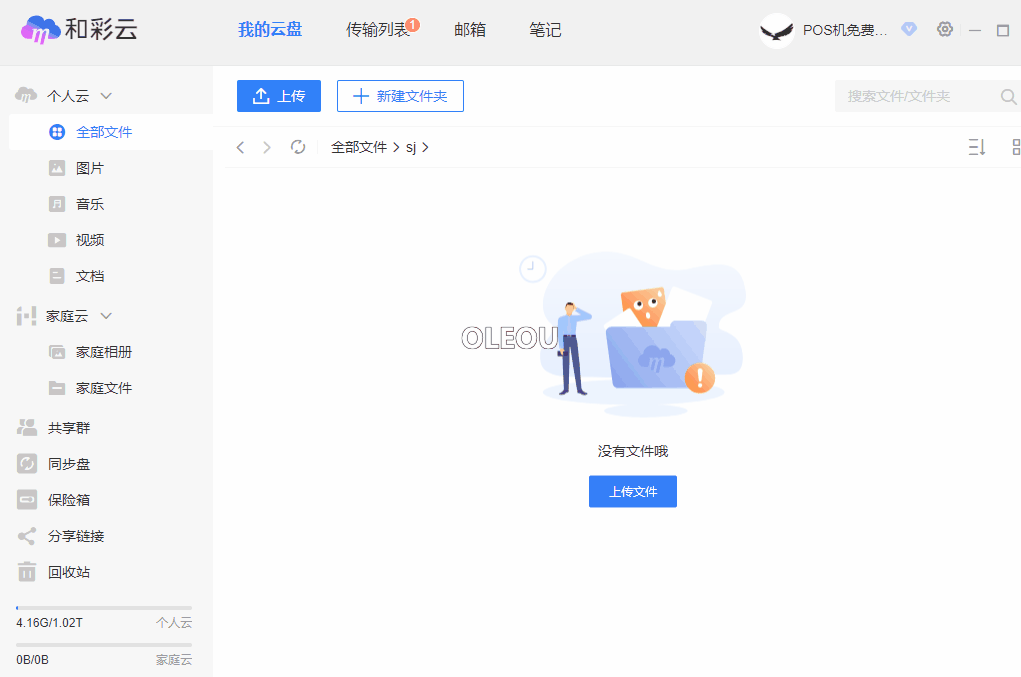 和彩云
我的云盘
传输列表
1
邮箱
笔记
POS机免费...
个人云
全部文件
图片
音乐
视频
文档
家庭云
家庭相册
家庭文件
共享群
同步盘
保险箱
分享链接
回收站
4.16G/1.02T 个人云
0B/0B 家庭云
上传
新建文件夹
搜索文件/文件夹
全部文件 > sj >
OLEOU
没有文件哦
上传文件